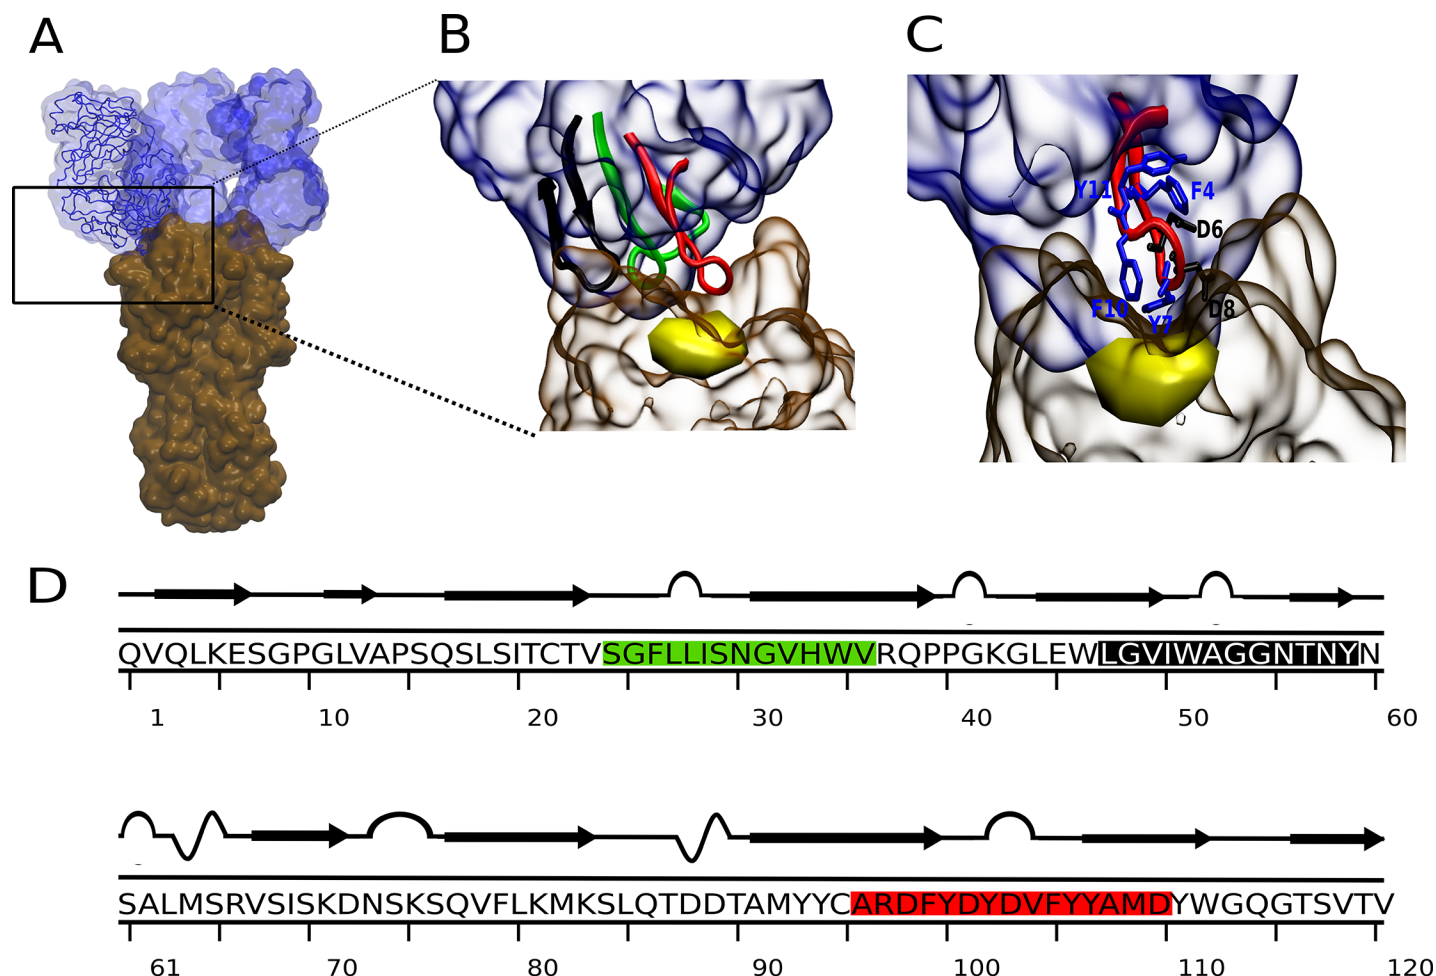 A
B
C
Y11
F4
D6
F10
Y7
D8
D
QVQLKESGPGLVAPSQSLSITCTVSGFLLISNGVHWVRQPPGKGLEWLGVIWAGGNTNYN
1 10 20 30 40 50 60
SALMSRVSISKDNSKSQVFLKMKSLQTDDTAMYYCARDFYDYDVFYYAMDYWGQGTSVTV
61 70 80 90 100 110 120